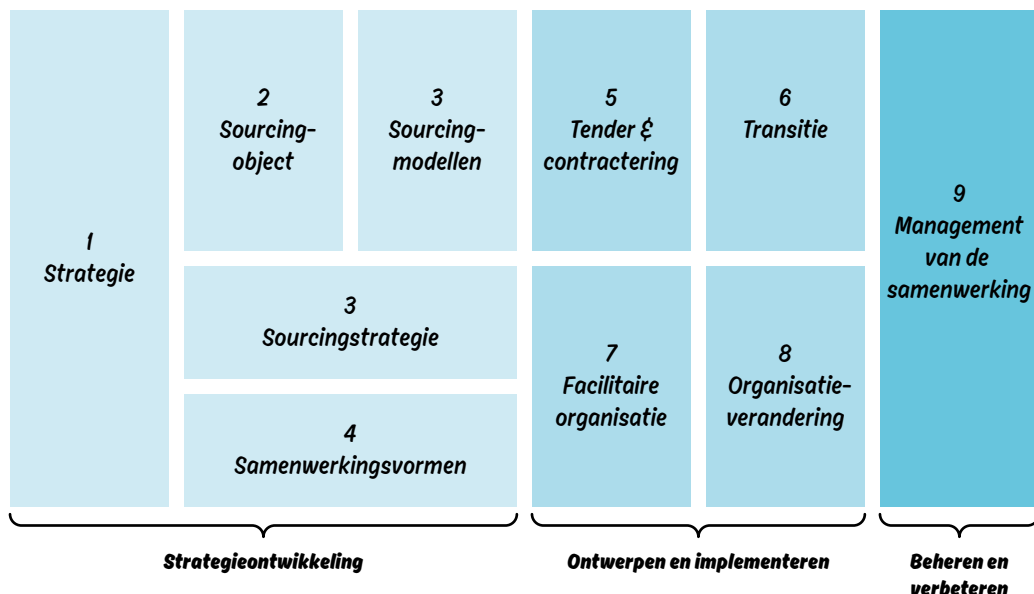 1
Strategie
2
Sourcing-
object
3
Sourcing-
modellen
3
Sourcingstrategie
4
Samenwerkingsvormen
5
Tender &
contractering
6
Transitie
7
Facilitaire
organisatie
8
Organisatie-
verandering
9
Management
van de
samenwerking
Strategieontwikkeling
Ontwerpen en implementeren
Beheren en
verbeteren